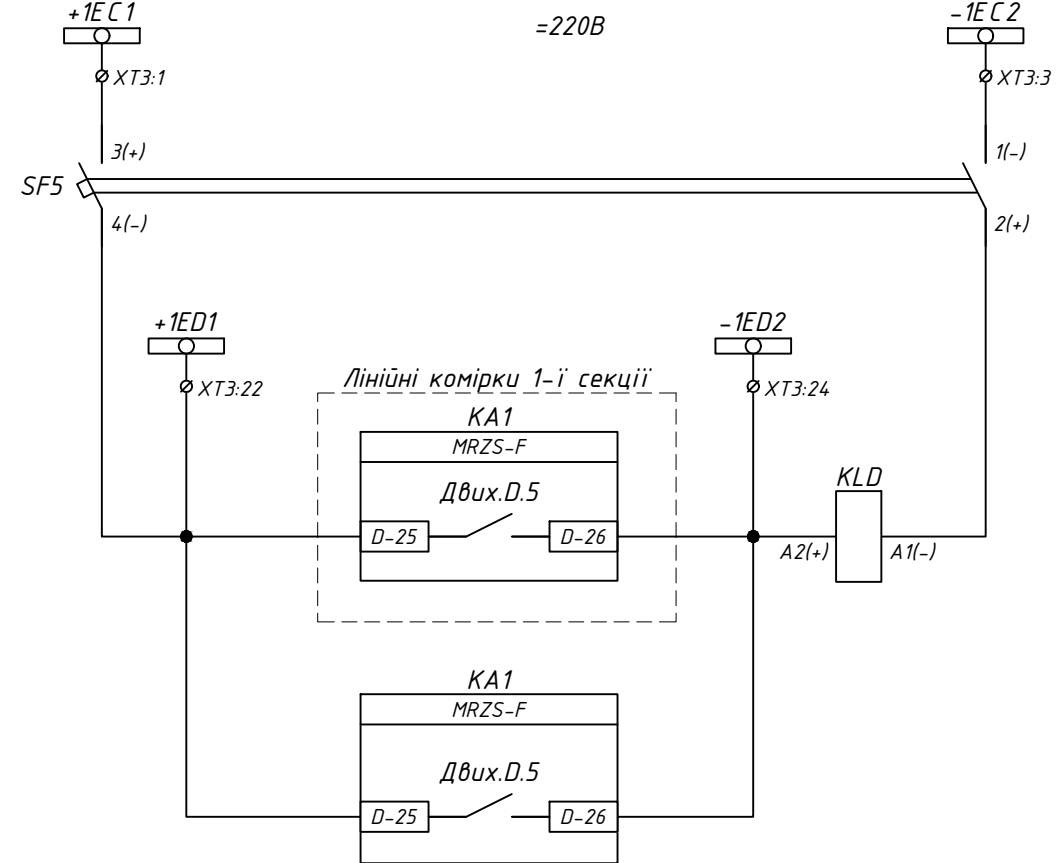 +1EC1
=220В
-1EC2
XT3:1
XT3:3
3(+)
1(-)
SF5
4(-)
2(+)
+1ED1
-1ED2
XT3:22
Лінійні комірки 1-ї секції
XT3:24
KA1
MRZS-F
KLD
Двих.D.5
D-25
D-26
A2(+)
A1(-)
KA1
MRZS-F
Двих.D.5
D-25
D-26